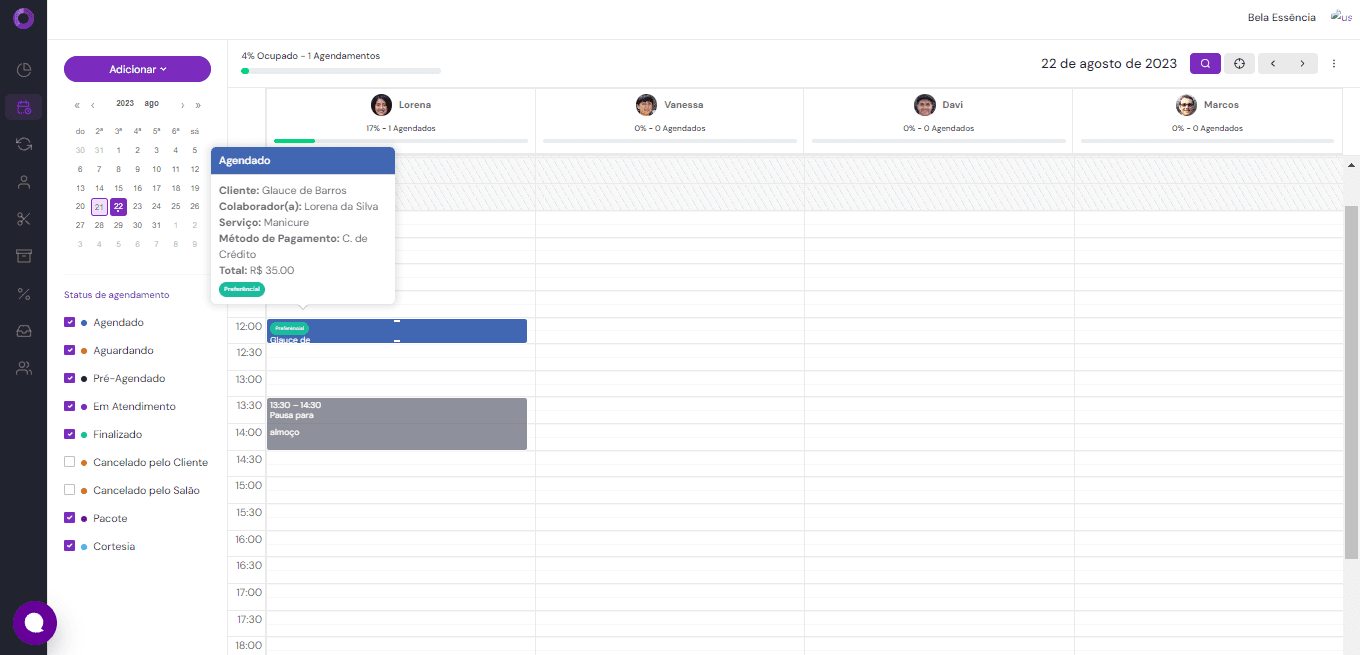 Bela Essência
us
Adicionar
4% Ocupado - 1 Agendamentos
22 de agosto de 2023
« ‹ 2023 ago › »
do 2ª 3ª 4ª 5ª 6ª sá
30 31 1 2 3 4 5
6 7 8 9 10 11 12
13 14 15 16 17 18 19
20 21 22 23 24 25 26
27 28 29 30 31 1 2
3 4 5 6 7 8 9
Lorena
17% - 1 Agendados
Vanessa
0% - 0 Agendados
Davi
0% - 0 Agendados
Marcos
0% - 0 Agendados
Agendado
Cliente: Glauce de Barros
Colaborador(a): Lorena da Silva
Serviço: Manicure
Método de Pagamento: C. de
Crédito
Total: R$ 35.00
Preferêncial
Status de agendamento
Agendado
Aguardando
Pré-Agendado
Em Atendimento
Finalizado
Cancelado pelo Cliente
Cancelado pelo Salão
Pacote
Cortesia
12:00
Preferêncial
Glauce de
12:30
13:00
13:30
13:30 – 14:30
Pausa para
14:00
almoço
14:30
15:00
15:30
16:00
16:30
17:00
17:30
18:00